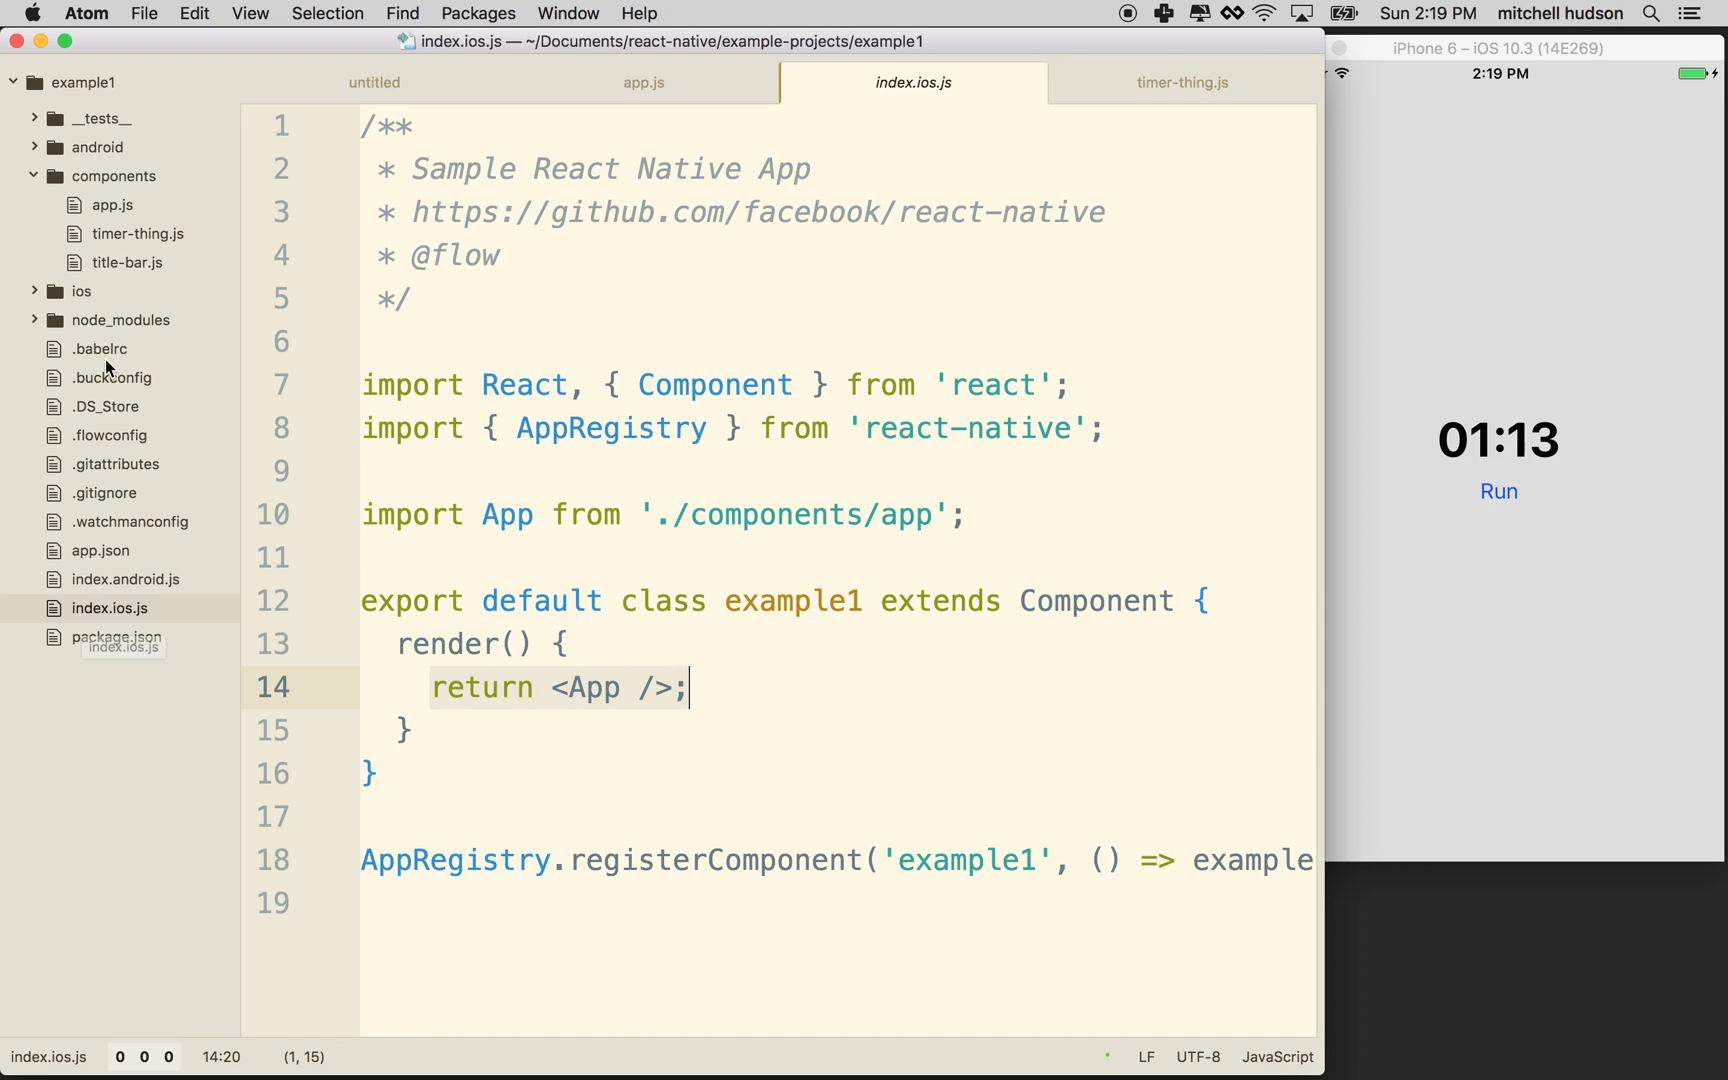 Atom File Edit View Selection Find Packages Window Help Sun 2:19 PM mitchell hudson
index.ios.js — ~/Documents/react-native/example-projects/example1
iPhone 6 – iOS 10.3 (14E269)
2:19 PM
example1
__tests__
android
components
app.js
timer-thing.js
title-bar.js
ios
node_modules
.babelrc
.buckconfig
.DS_Store
.flowconfig
.gitattributes
.gitignore
.watchmanconfig
app.json
index.android.js
index.ios.js
package.json
index.ios.js
untitled app.js index.ios.js timer-thing.js
1 /**
2 * Sample React Native App
3 * https://github.com/facebook/react-native
4 * @flow
5 */
6
7 import React, { Component } from 'react';
8 import { AppRegistry } from 'react-native';
9
10 import App from './components/app';
11
12 export default class example1 extends Component {
13 render() {
14 return <App />;
15 }
16 }
17
18 AppRegistry.registerComponent('example1', () => example
19
01:13
Run
index.ios.js 0 0 0 14:20 (1, 15) LF UTF-8 JavaScript